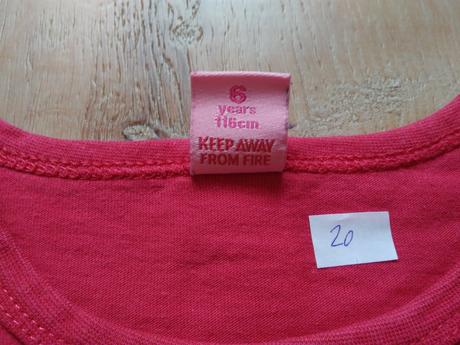 6
years
116cm
KEEP AWAY
FROM FIRE
20